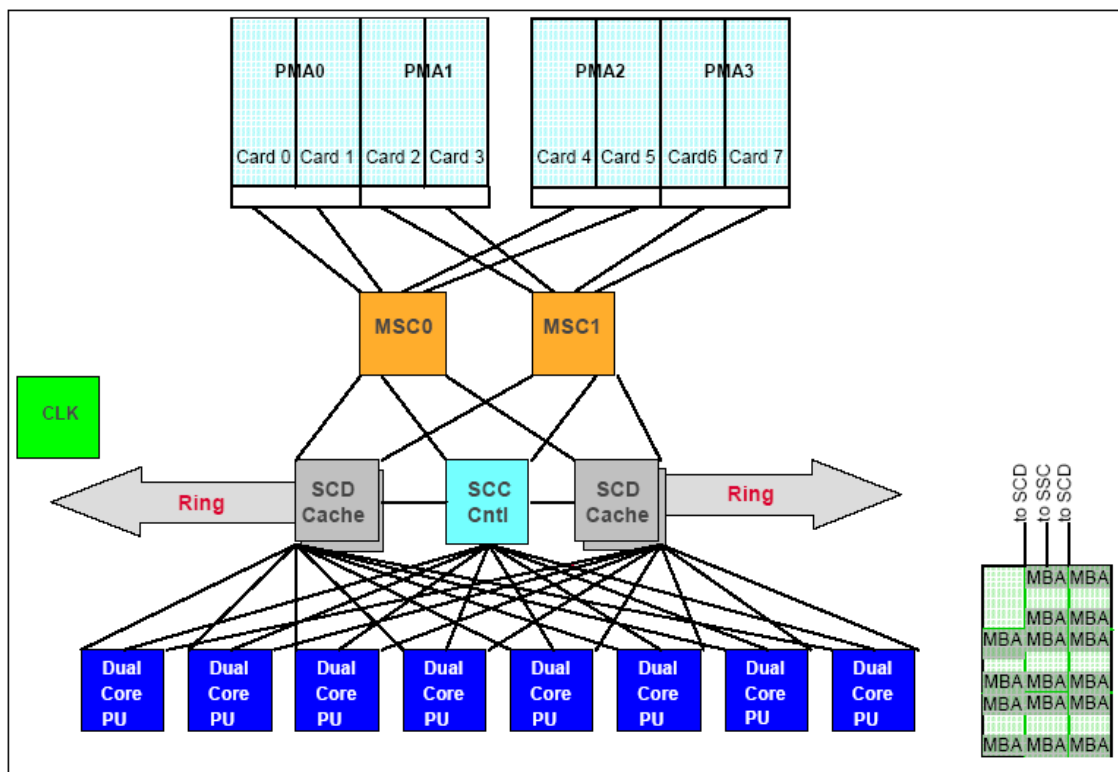 PMA0 PMA1 PMA2 PMA3
Card 0 Card 1 Card 2 Card 3 Card 4 Card 5 Card6 Card 7
MSC0 MSC1
CLK
Ring
SCD
Cache
SCC
Cntl
SCD
Cache
Ring
to SCD
to SSC
to SCD
MBA MBA
MBA MBA
MBA MBA MBA
MBA MBA MBA
MBA MBA MBA
MBA MBA MBA
Dual Dual Dual Dual Dual Dual Dual Dual
Core Core Core Core Core Core Core Core
PU PU PU PU PU PU PU PU